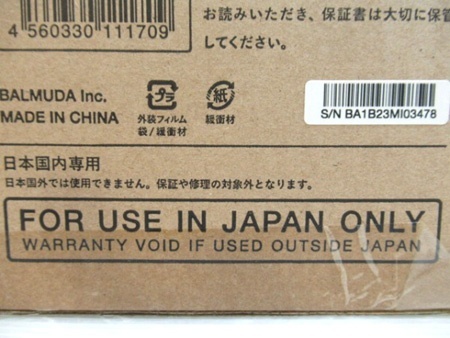 4 560330 111709
お読みいただき、保証書は大切に保管
してください。
BALMUDA Inc.
MADE IN CHINA
プラ
外装フィルム
袋/緩衝材
紙
緩衝材
S/N BA1B23MI03478
日本国内専用
日本国外では使用できません。保証や修理の対象外となります。
FOR USE IN JAPAN ONLY
WARRANTY VOID IF USED OUTSIDE JAPAN